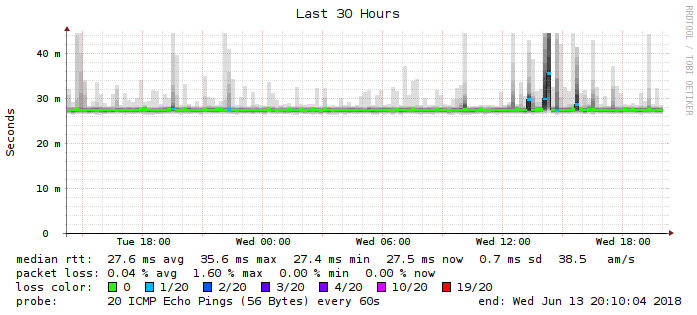 Last 30 Hours
RRDTOOL / TOBI OETIKER
Seconds
40 m
30 m
20 m
10 m
0
Tue 18:00 Wed 00:00 Wed 06:00 Wed 12:00 Wed 18:00
median rtt: 27.6 ms avg 35.6 ms max 27.4 ms min 27.5 ms now 0.7 ms sd 38.5 am/s
packet loss: 0.04 % avg 1.60 % max 0.00 % min 0.00 % now
loss color: 0 1/20 2/20 3/20 4/20 10/20 19/20
probe: 20 ICMP Echo Pings (56 Bytes) every 60s end: Wed Jun 13 20:10:04 2018